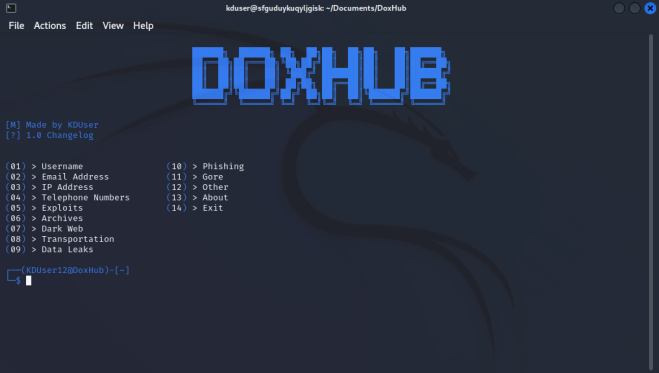 kduser@sfguduykuqyljgisk: ~/Documents/DoxHub
File Actions Edit View Help
DOXHUB
[M] Made by KDUser
[?] 1.0 Changelog
(01) > Username (10) > Phishing
(02) > Email Address (11) > Gore
(03) > IP Address (12) > Other
(04) > Telephone Numbers (13) > About
(05) > Exploits (14) > Exit
(06) > Archives
(07) > Dark Web
(08) > Transportation
(09) > Data Leaks
┌──(KDUser12@DoxHub)-[~]
└─$